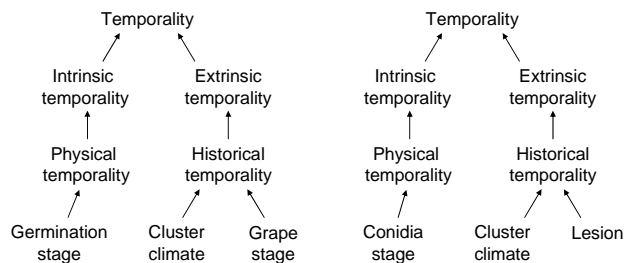 Temporality
Intrinsic
temporality
Extrinsic
temporality
Physical
temporality
Historical
temporality
Germination
stage
Cluster
climate
Grape
stage
Temporality
Intrinsic
temporality
Extrinsic
temporality
Physical
temporality
Historical
temporality
Conidia
stage
Cluster
climate
Lesion